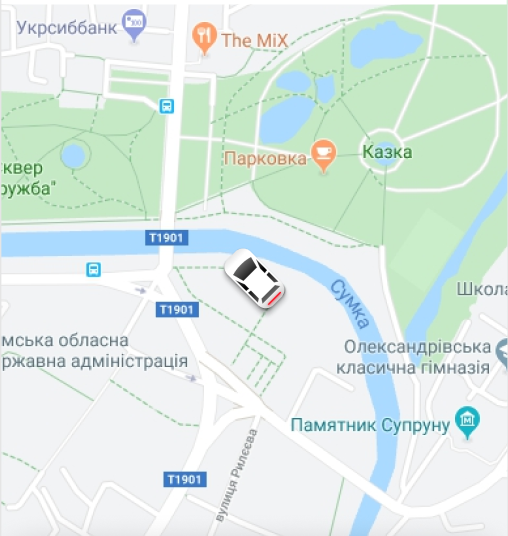 Укрсиббанк
The MiX
Парковка
Казка
сквер
ружба"
T1901
T1901
Сумка
Школа
мська обласна
ржавна адміністрація
Олександрівська
класична гімназія
Памятник Супруну
T1901
вулиця Рилєєва